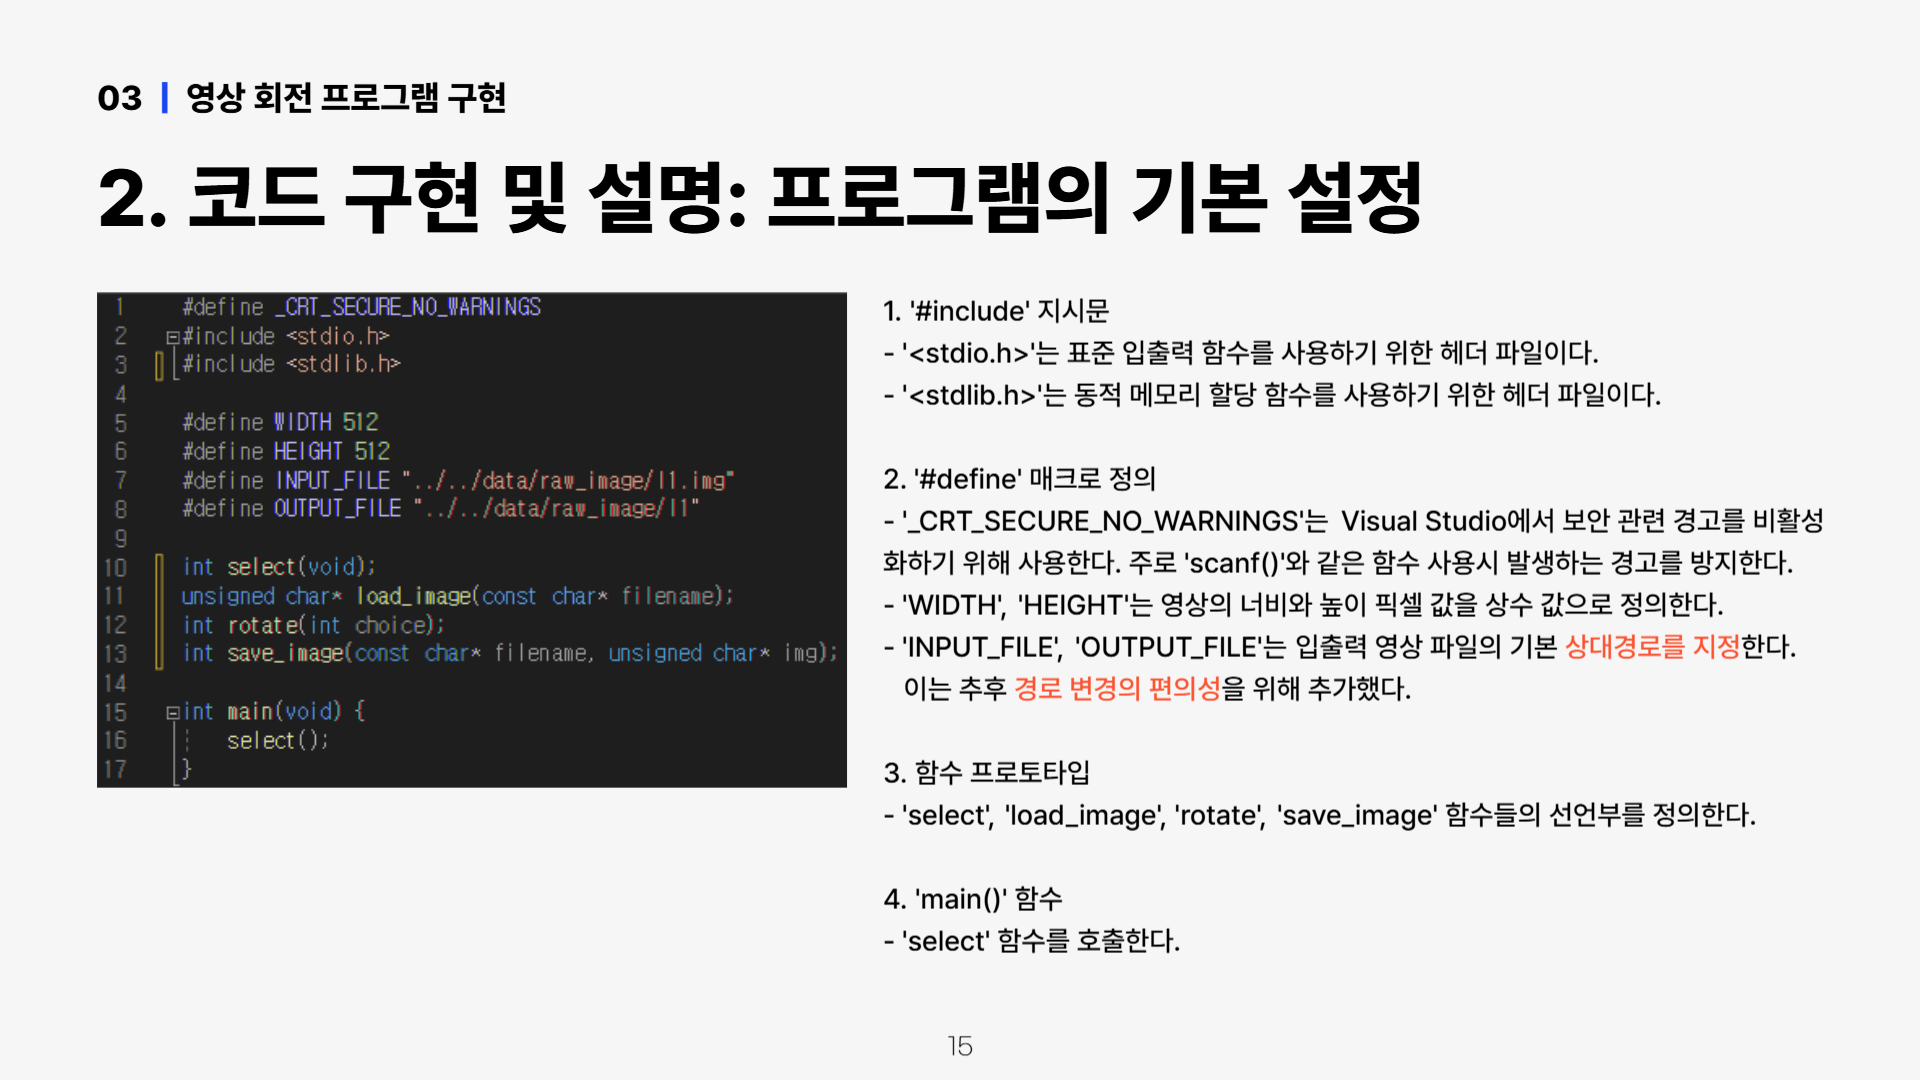 03 | 영상 회전 프로그램 구현
2. 코드 구현 및 설명: 프로그램의 기본 설정
1 #define _CRT_SECURE_NO_WARNINGS
2 #include <stdio.h>
3 #include <stdlib.h>
4
5 #define WIDTH 512
6 #define HEIGHT 512
7 #define INPUT_FILE "../../data/raw_image/l1.img"
8 #define OUTPUT_FILE "../../data/raw_image/l1"
9
10 int select(void);
11 unsigned char* load_image(const char* filename);
12 int rotate(int choice);
13 int save_image(const char* filename, unsigned char* img);
14
15 int main(void) {
16 select();
17 }
1. '#include' 지시문
- '<stdio.h>'는 표준 입출력 함수를 사용하기 위한 헤더 파일이다.
- '<stdlib.h>'는 동적 메모리 할당 함수를 사용하기 위한 헤더 파일이다.
2. '#define' 매크로 정의
- '_CRT_SECURE_NO_WARNINGS'는 Visual Studio에서 보안 관련 경고를 비활성
화하기 위해 사용한다. 주로 'scanf()'와 같은 함수 사용시 발생하는 경고를 방지한다.
- 'WIDTH', 'HEIGHT'는 영상의 너비와 높이 픽셀 값을 상수 값으로 정의한다.
- 'INPUT_FILE', 'OUTPUT_FILE'는 입출력 영상 파일의 기본 상대경로를 지정한다.
이는 추후 경로 변경의 편의성을 위해 추가했다.
3. 함수 프로토타입
- 'select', 'load_image', 'rotate', 'save_image' 함수들의 선언부를 정의한다.
4. 'main()' 함수
- 'select' 함수를 호출한다.
15